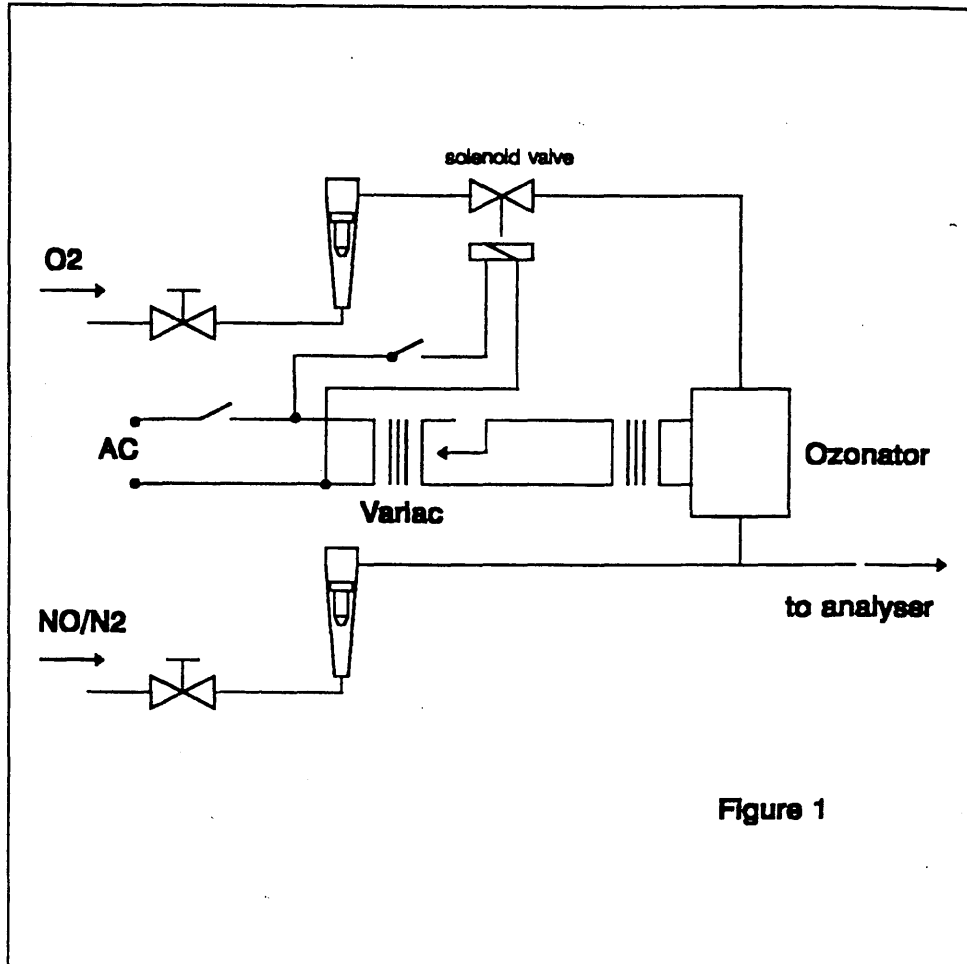 solenoid valve
O2
AC
Ozonator
Variac
to analyser
NO/N2
Figure 1